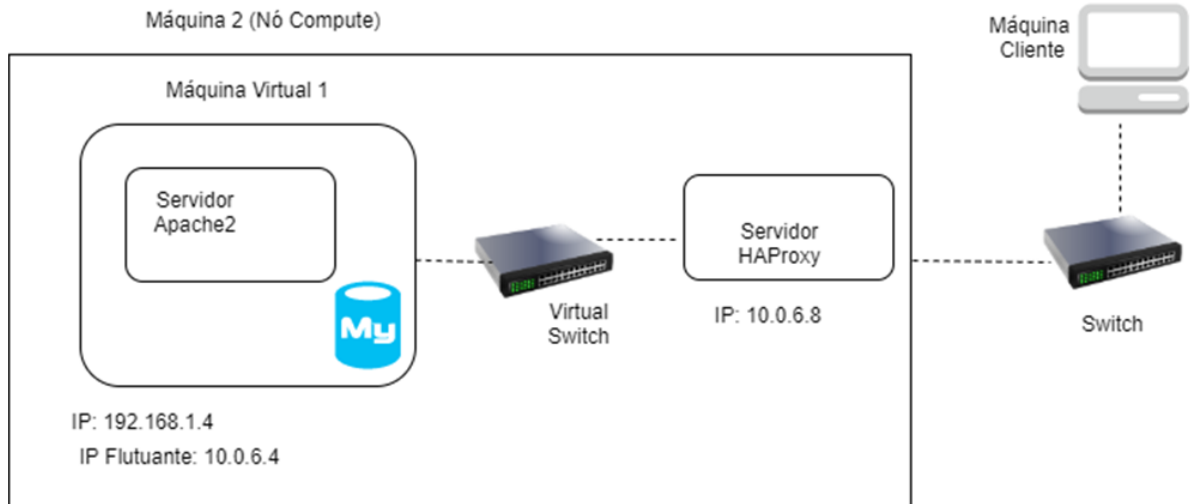 Máquina 2 (Nó Compute)
Máquina
Cliente
Máquina Virtual 1
Servidor
Apache2
My
Servidor
HAProxy
Virtual
Switch
IP: 10.0.6.8
Switch
IP: 192.168.1.4
IP Flutuante: 10.0.6.4